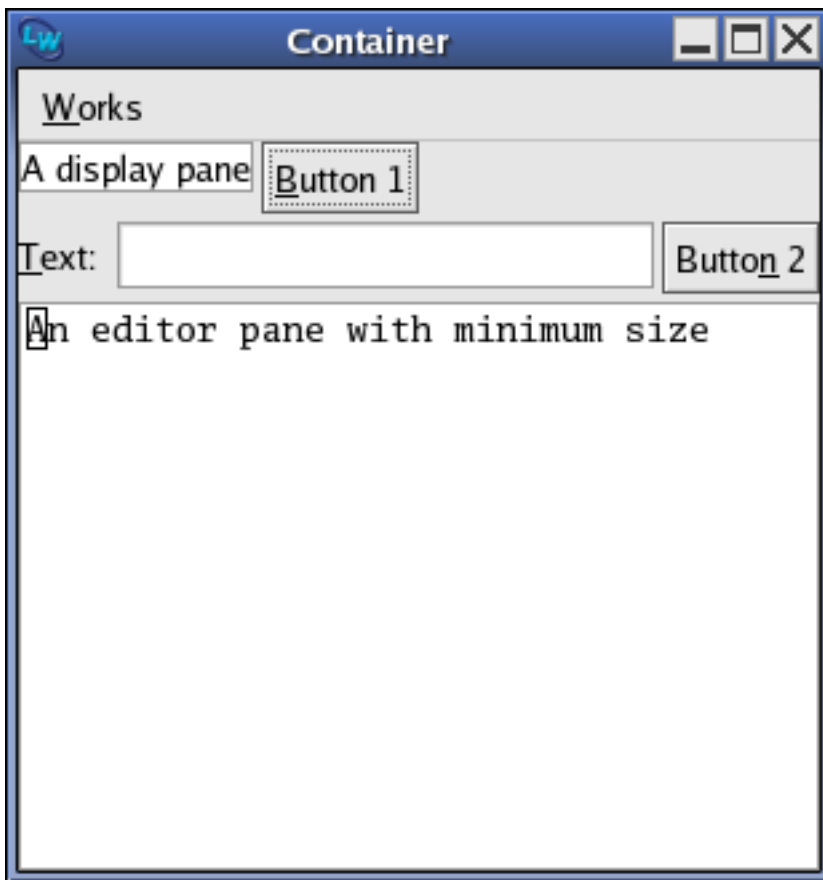 LW Container
Works
A display pane Button 1
Text: Button 2
An editor pane with minimum size